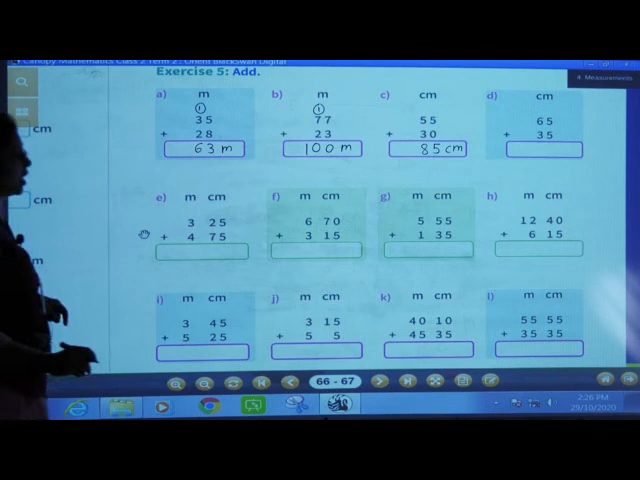 Canopy Mathematics Class 2 Term 2 : Orient BlackSwan Digital
4. Measurements
Exercise 5: Add.
cm
cm
m
a) m b) m c) cm d) cm
1 1
35 77 55 65
+ 28 + 23 + 30 + 35
63 m 100 m 85 cm
e) m cm f) m cm g) m cm h) m cm
3 25 6 70 5 55 12 40
+ 4 75 + 3 15 + 1 35 + 6 15
i) m cm j) m cm k) m cm l) m cm
3 45 3 15 40 10 55 55
+ 5 25 + 5 5 + 45 35 + 35 35
66 - 67
2:26 PM
29/10/2020